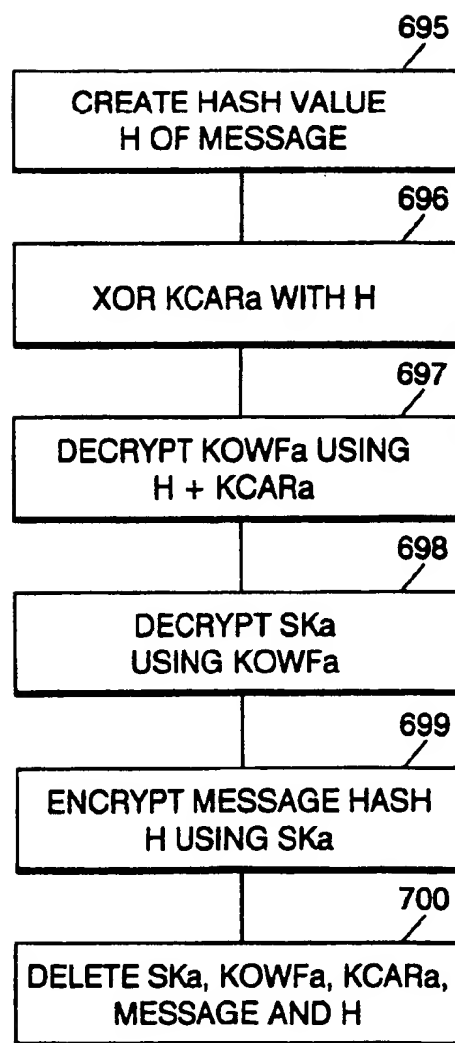 695
CREATE HASH VALUE
H OF MESSAGE
696
XOR KCARa WITH H
697
DECRYPT KOWFa USING
H + KCARa
698
DECRYPT SKa
USING KOWFa
699
ENCRYPT MESSAGE HASH
H USING SKa
700
DELETE SKa, KOWFa, KCARa,
MESSAGE AND H